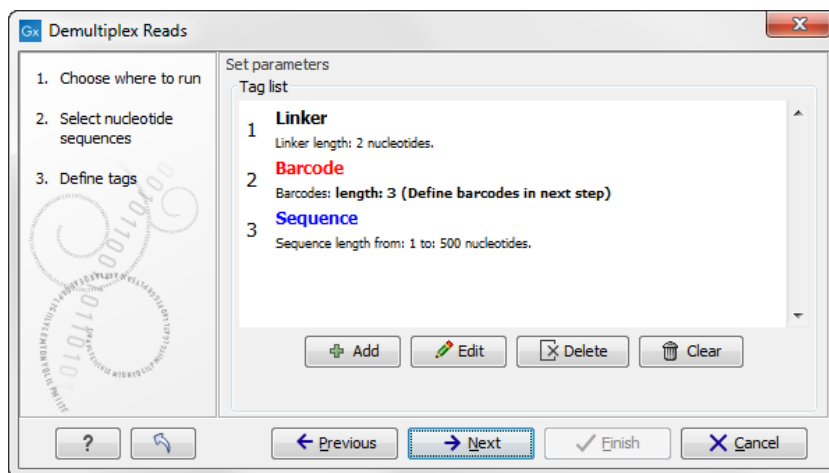 Gx Demultiplex Reads
1. Choose where to run
2. Select nucleotide
sequences
3. Define tags
Set parameters
Tag list
1 Linker
Linker length: 2 nucleotides.
2 Barcode
Barcodes: length: 3 (Define barcodes in next step)
3 Sequence
Sequence length from: 1 to: 500 nucleotides.
Add Edit Delete Clear
? Previous Next Finish Cancel